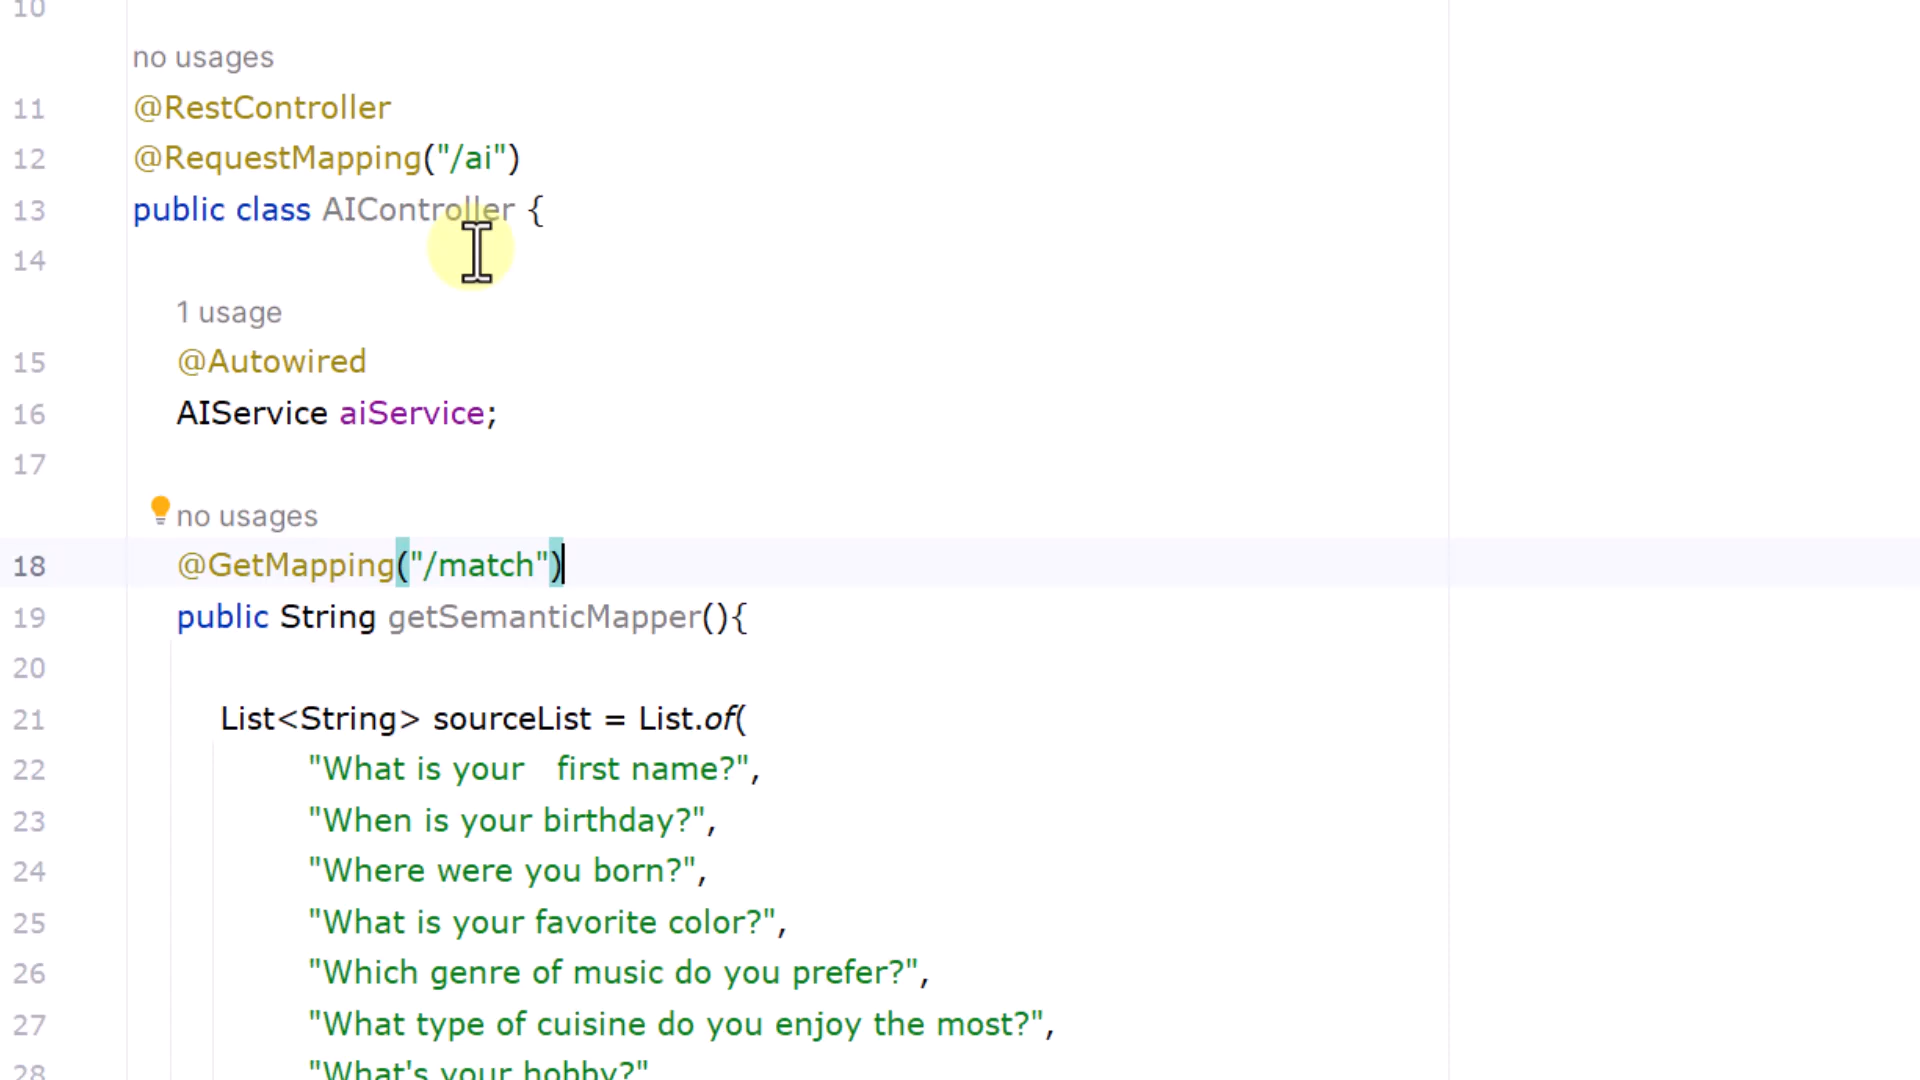 10
no usages
11 @RestController
12 @RequestMapping("/ai")
13 public class AIController {
14
1 usage
15 @Autowired
16 AIService aiService;
17
no usages
18 @GetMapping("/match")
19 public String getSemanticMapper(){
20
21 List<String> sourceList = List.of(
22 "What is your   first name?",
23 "When is your birthday?",
24 "Where were you born?",
25 "What is your favorite color?",
26 "Which genre of music do you prefer?",
27 "What type of cuisine do you enjoy the most?",
28 "What's your hobby?"